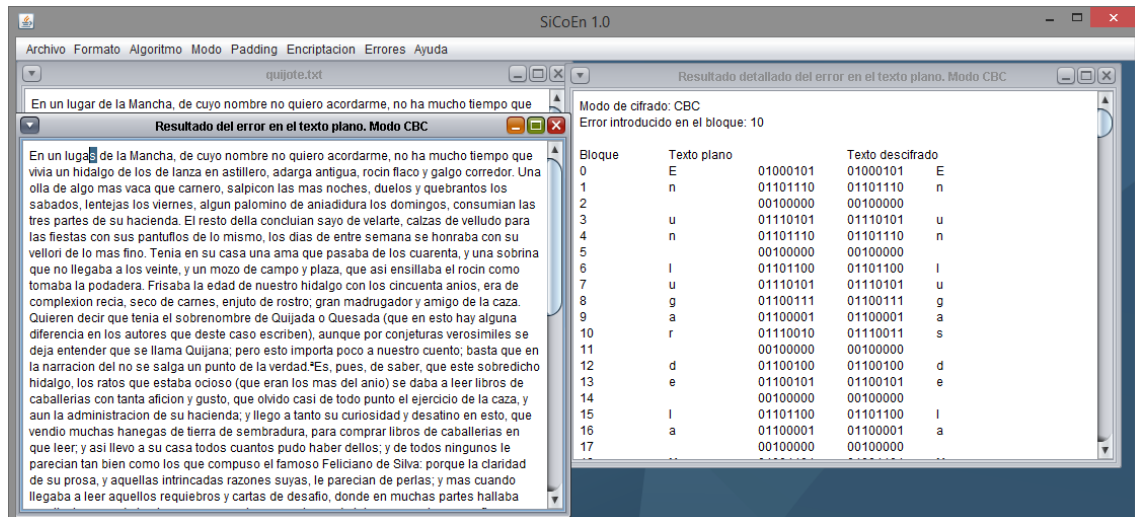 SiCoEn 1.0
Archivo Formato Algoritmo Modo Padding Encriptacion Errores Ayuda
quijote.txt
En un lugar de la Mancha, de cuyo nombre no quiero acordarme, no ha mucho tiempo que
Resultado del error en el texto plano. Modo CBC
En un lugas de la Mancha, de cuyo nombre no quiero acordarme, no ha mucho tiempo que
vivia un hidalgo de los de lanza en astillero, adarga antigua, rocin flaco y galgo corredor. Una
olla de algo mas vaca que carnero, salpicon las mas noches, duelos y quebrantos los
sabados, lentejas los viernes, algun palomino de aniadidura los domingos, consumian las
tres partes de su hacienda. El resto della concluian sayo de velarte, calzas de velludo para
las fiestas con sus pantuflos de lo mismo, los dias de entre semana se honraba con su
vellori de lo mas fino. Tenia en su casa una ama que pasaba de los cuarenta, y una sobrina
que no llegaba a los veinte, y un mozo de campo y plaza, que asi ensillaba el rocin como
tomaba la podadera. Frisaba la edad de nuestro hidalgo con los cincuenta anios, era de
complexion recia, seco de carnes, enjuto de rostro; gran madrugador y amigo de la caza.
Quieren decir que tenia el sobrenombre de Quijada o Quesada (que en esto hay alguna
diferencia en los autores que deste caso escriben), aunque por conjeturas verosimiles se
deja entender que se llama Quijana; pero esto importa poco a nuestro cuento; basta que en
la narracion del no se salga un punto de la verdad.ªEs, pues, de saber, que este sobredicho
hidalgo, los ratos que estaba ocioso (que eran los mas del anio) se daba a leer libros de
caballerias con tanta aficion y gusto, que olvido casi de todo punto el ejercicio de la caza, y
aun la administracion de su hacienda; y llego a tanto su curiosidad y desatino en esto, que
vendio muchas hanegas de tierra de sembradura, para comprar libros de caballerias en
que leer; y asi llevo a su casa todos cuantos pudo haber dellos; y de todos ningunos le
parecian tan bien como los que compuso el famoso Feliciano de Silva: porque la claridad
de su prosa, y aquellas intrincadas razones suyas, le parecian de perlas; y mas cuando
llegaba a leer aquellos requiebros y cartas de desafio, donde en muchas partes hallaba
Resultado detallado del error en el texto plano. Modo CBC
Modo de cifrado: CBC
Error introducido en el bloque: 10
Bloque Texto plano Texto descifrado
0 E 01000101 01000101 E
1 n 01101110 01101110 n
2 00100000 00100000
3 u 01110101 01110101 u
4 n 01101110 01101110 n
5 00100000 00100000
6 l 01101100 01101100 l
7 u 01110101 01110101 u
8 g 01100111 01100111 g
9 a 01100001 01100001 a
10 r 01110010 01110011 s
11 00100000 00100000
12 d 01100100 01100100 d
13 e 01100101 01100101 e
14 00100000 00100000
15 l 01101100 01101100 l
16 a 01100001 01100001 a
17 00100000 00100000